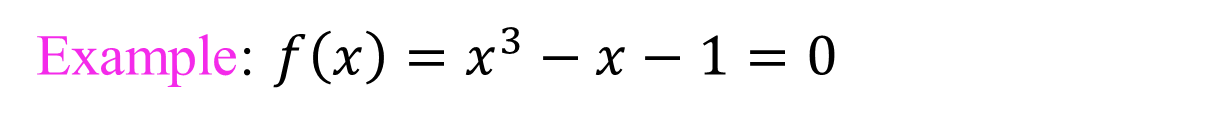 Example: f(x) = x³ − x − 1 = 0